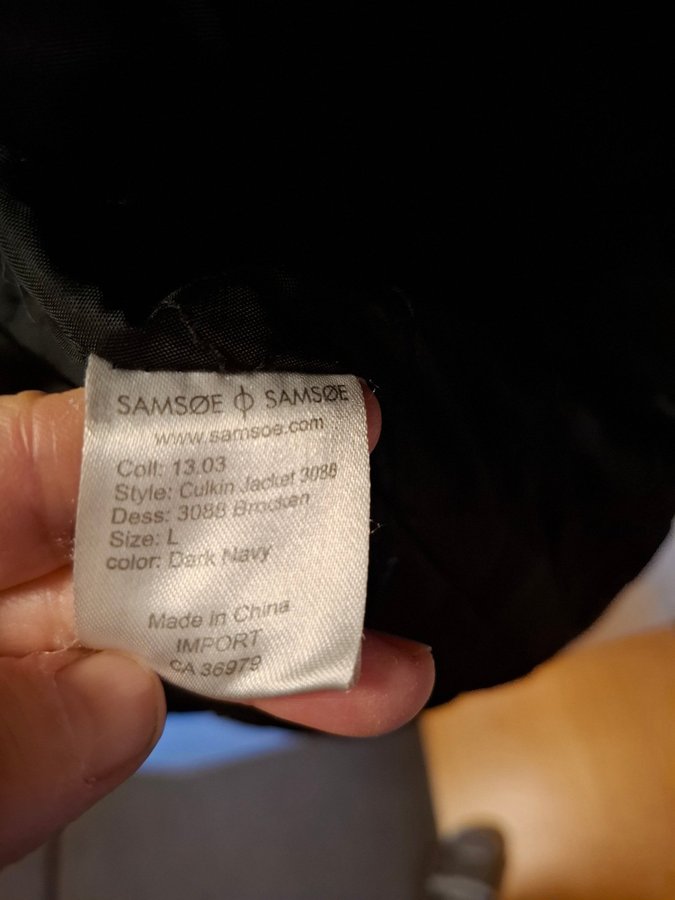 SAMSØE ϕ SAMSØE
www.samsoe.com
Coll: 13.03
Style: Culkin Jacket 3088
Dess: 3088 Bracken
Size: L
color: Dark Navy
Made in China
IMPORT
CA 36979